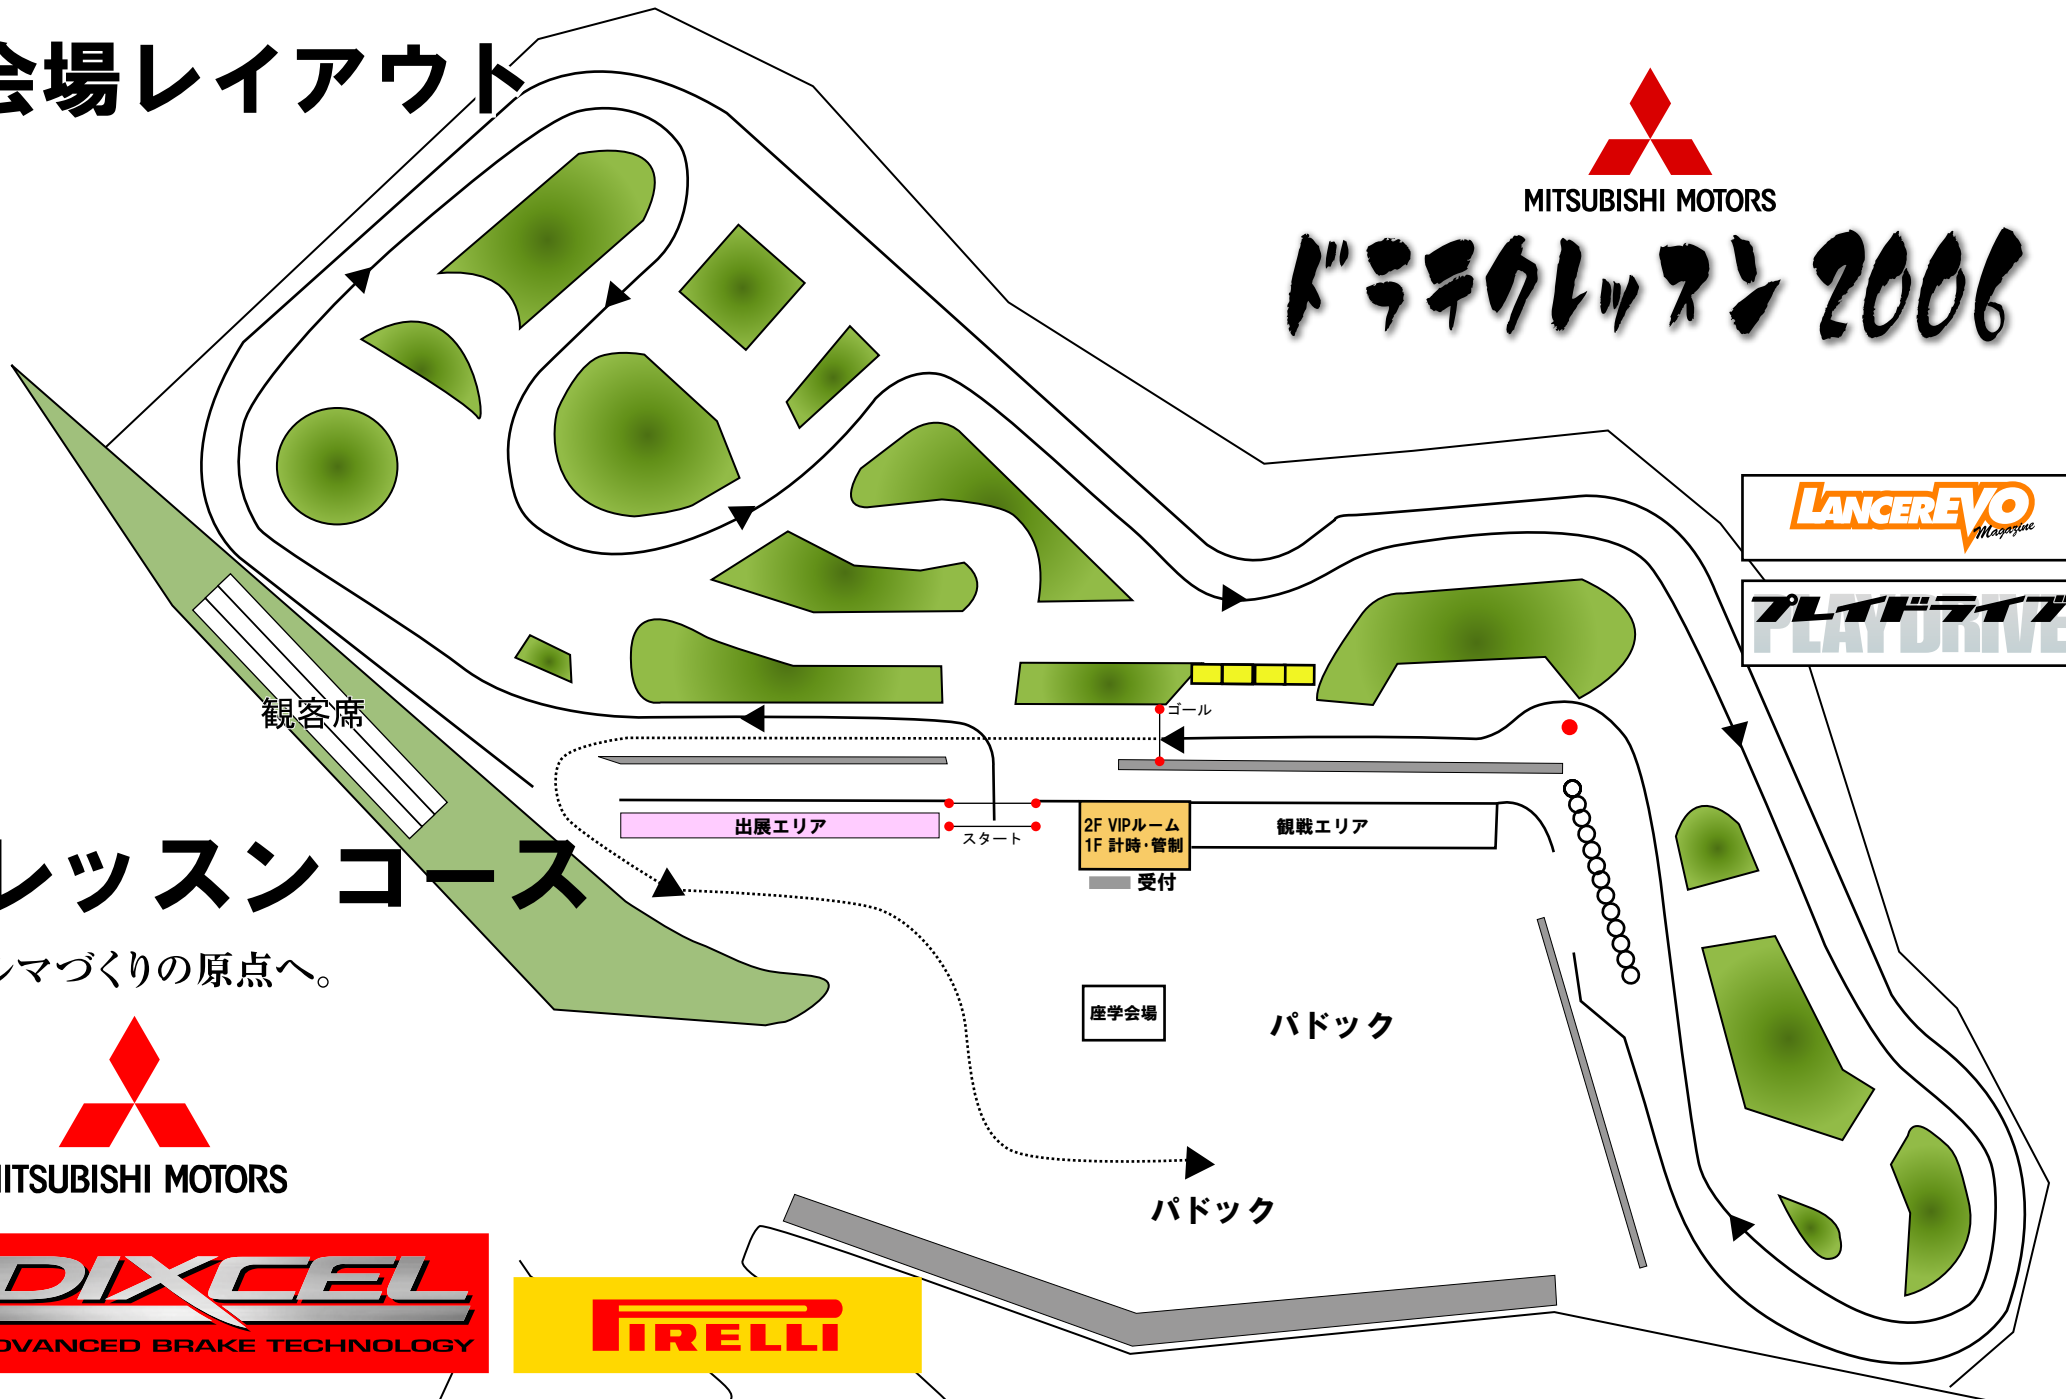 会場レイアウト
MITSUBISHI MOTORS
ドラテクレッスン 2006
LANCER EVO
Magazine
プレイドライブ
PLAY DRIVE
観客席
ゴール
出展エリア
スタート
2F VIPルーム
1F 計時・管制
観戦エリア
受付
レッスンコース
マづくりの原点へ。
座学会場
パドック
MITSUBISHI MOTORS
パドック
DIXCEL
ADVANCED BRAKE TECHNOLOGY
PIRELLI